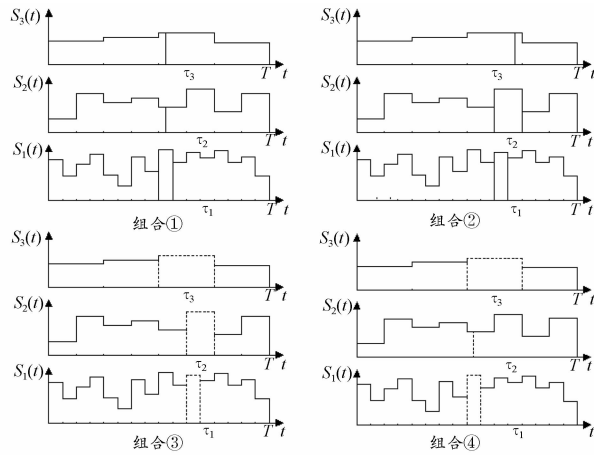 S₃(t)
τ₃
T t
S₂(t)
τ₂
T t
S₁(t)
τ₁
T t
组合①
S₃(t)
τ₃
T t
S₂(t)
τ₂
T t
S₁(t)
τ₁
T t
组合②
S₃(t)
τ₃
T t
S₂(t)
τ₂
T t
S₁(t)
τ₁
T t
组合③
S₃(t)
τ₃
T t
S₂(t)
τ₂
T t
S₁(t)
τ₁
T t
组合④